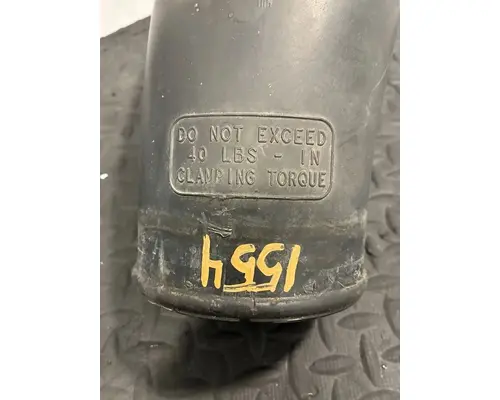 DO NOT EXCEED
40 LBS - IN
CLAMPING TORQUE
1554